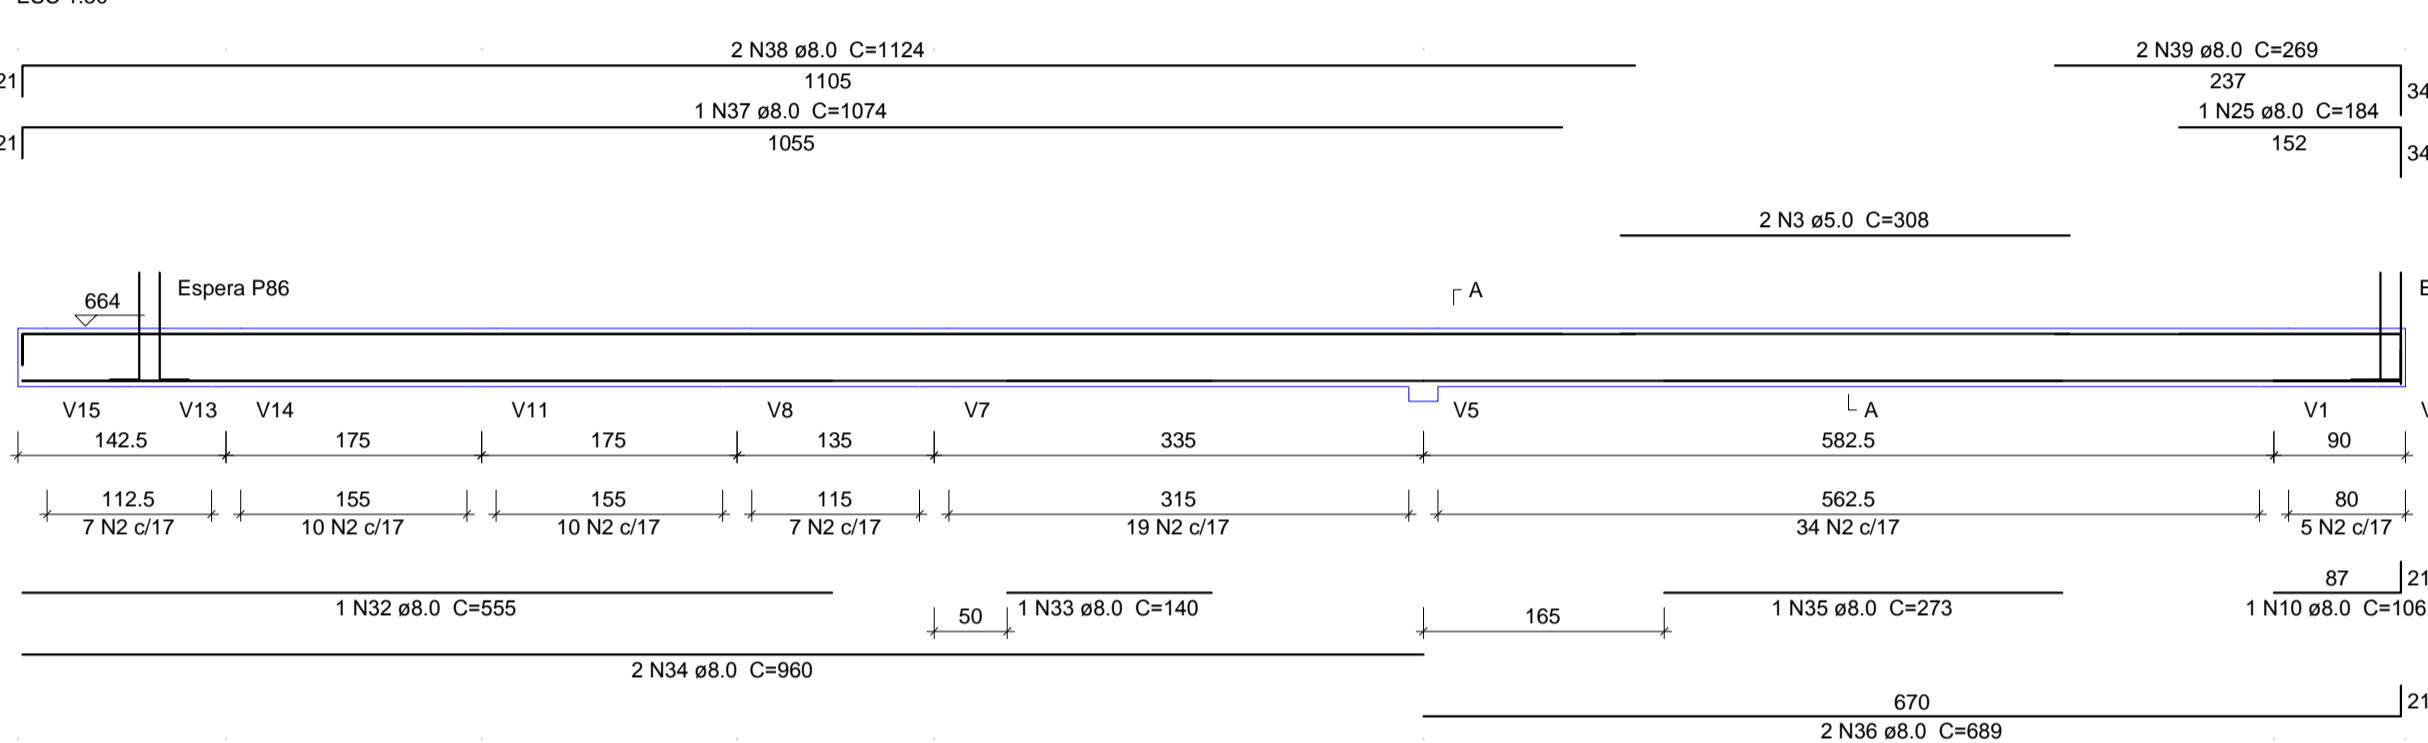 2 N38 ø8.0 C=1124
2 N39 ø8.0 C=269
21
1105
237
34
1 N37 ø8.0 C=1074
1 N25 ø8.0 C=184
21
1055
152
34
2 N3 ø5.0 C=308
Espera P86
A
664
V15 V13 V14 V11 V8 V7 V5 A V1
142.5 175 175 135 335 582.5 90
112.5 155 155 115 315 562.5 80
7 N2 c/17 10 N2 c/17 10 N2 c/17 7 N2 c/17 19 N2 c/17 34 N2 c/17 5 N2 c/17
87
21
1 N32 ø8.0 C=555
1 N33 ø8.0 C=140
1 N35 ø8.0 C=273
1 N10 ø8.0 C=106
50
165
2 N34 ø8.0 C=960
670
21
2 N36 ø8.0 C=689